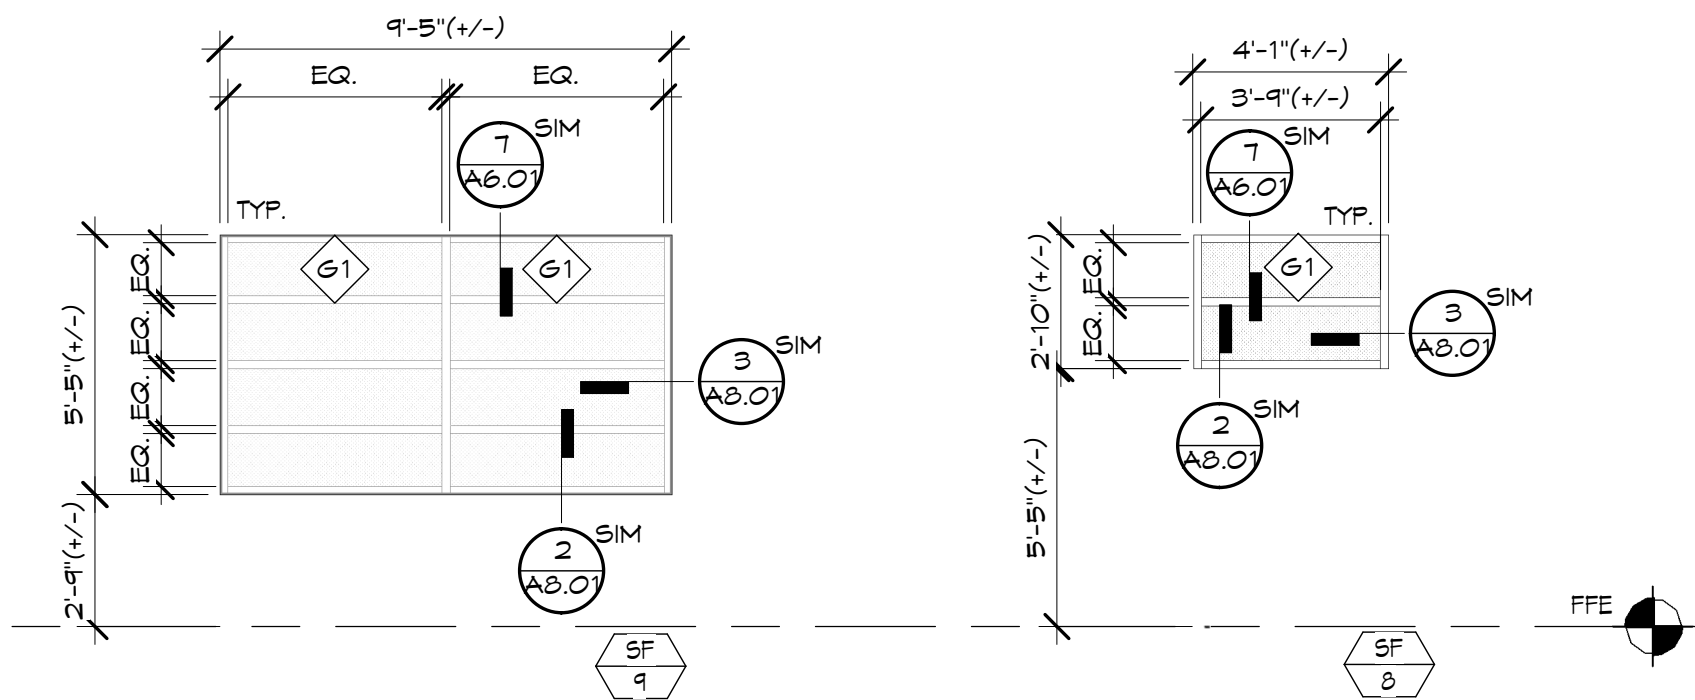 9'-5"(+/-)
EQ.
EQ.
7
A6.01
SIM
TYP.
G1
G1
EQ.
EQ.
EQ.
EQ.
5'-5"(+/-)
2'-9"(+/-)
3
A8.01
SIM
2
A8.01
SIM
SF
9
4'-1"(+/-)
3'-9"(+/-)
7
A6.01
SIM
TYP.
G1
EQ.
EQ.
2'-10"(+/-)
5'-5"(+/-)
3
A8.01
SIM
2
A8.01
SIM
FFE
SF
8